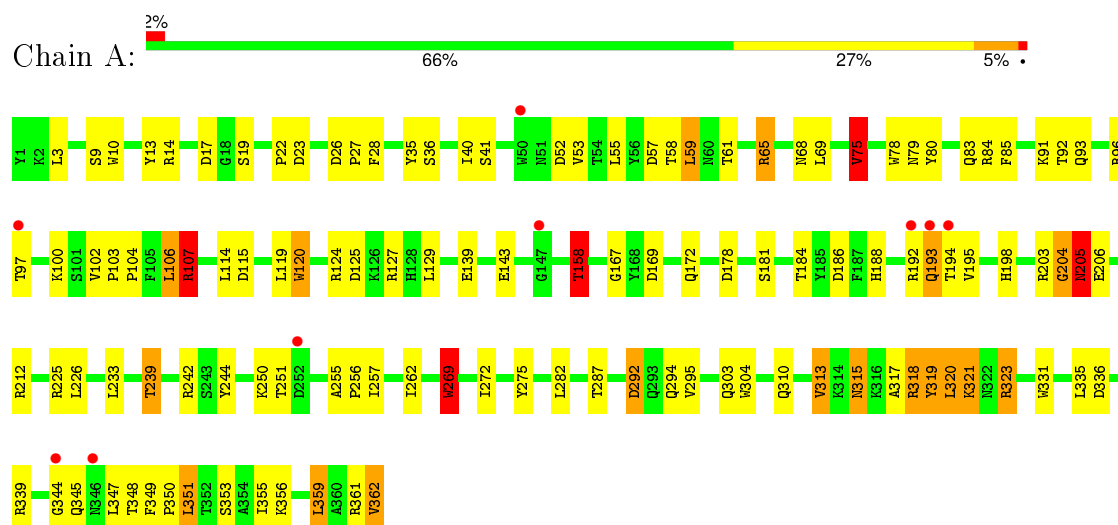 2%
Chain A:
66% 27% 5% •
Y1 K2 L3 S9 W10 Y13 R14 D17 G18 S19 P22 D23 D26 P27 F28 Y35 S36 I40 S41 W50 N51 D52 V53 T54 L55 Y56 D57 T58 L59 N60 T61 R65 N68 L69 V75 W78 N79 Y80 Q83 R84 F85 K91 T92 Q93 R96
T97 K100 S101 V102 P103 P104 F105 L106 R107 L114 D115 L119 W120 R124 D125 K126 R127 H128 L129 E139 E143 G147 T158 G167 Y168 D169 Q172 D178 S181 T184 Y185 D186 F187 H188 R192 Q193 T194 V195 H198 R203 G204 N205 E206
R212 R225 L226 L233 T239 R242 S243 Y244 K250 T251 D252 A255 P256 I257 I262 W269 I272 Y275 L282 T287 D292 Q293 Q294 V295 Q303 W304 Q310 V313 K314 N315 K316 A317 R318 Y319 L320 K321 N322 R323 W331 L335 D336
R339 G344 Q345 N346 L347 T348 F349 P350 L351 T352 S353 A354 I355 K356 L359 A360 R361 V362